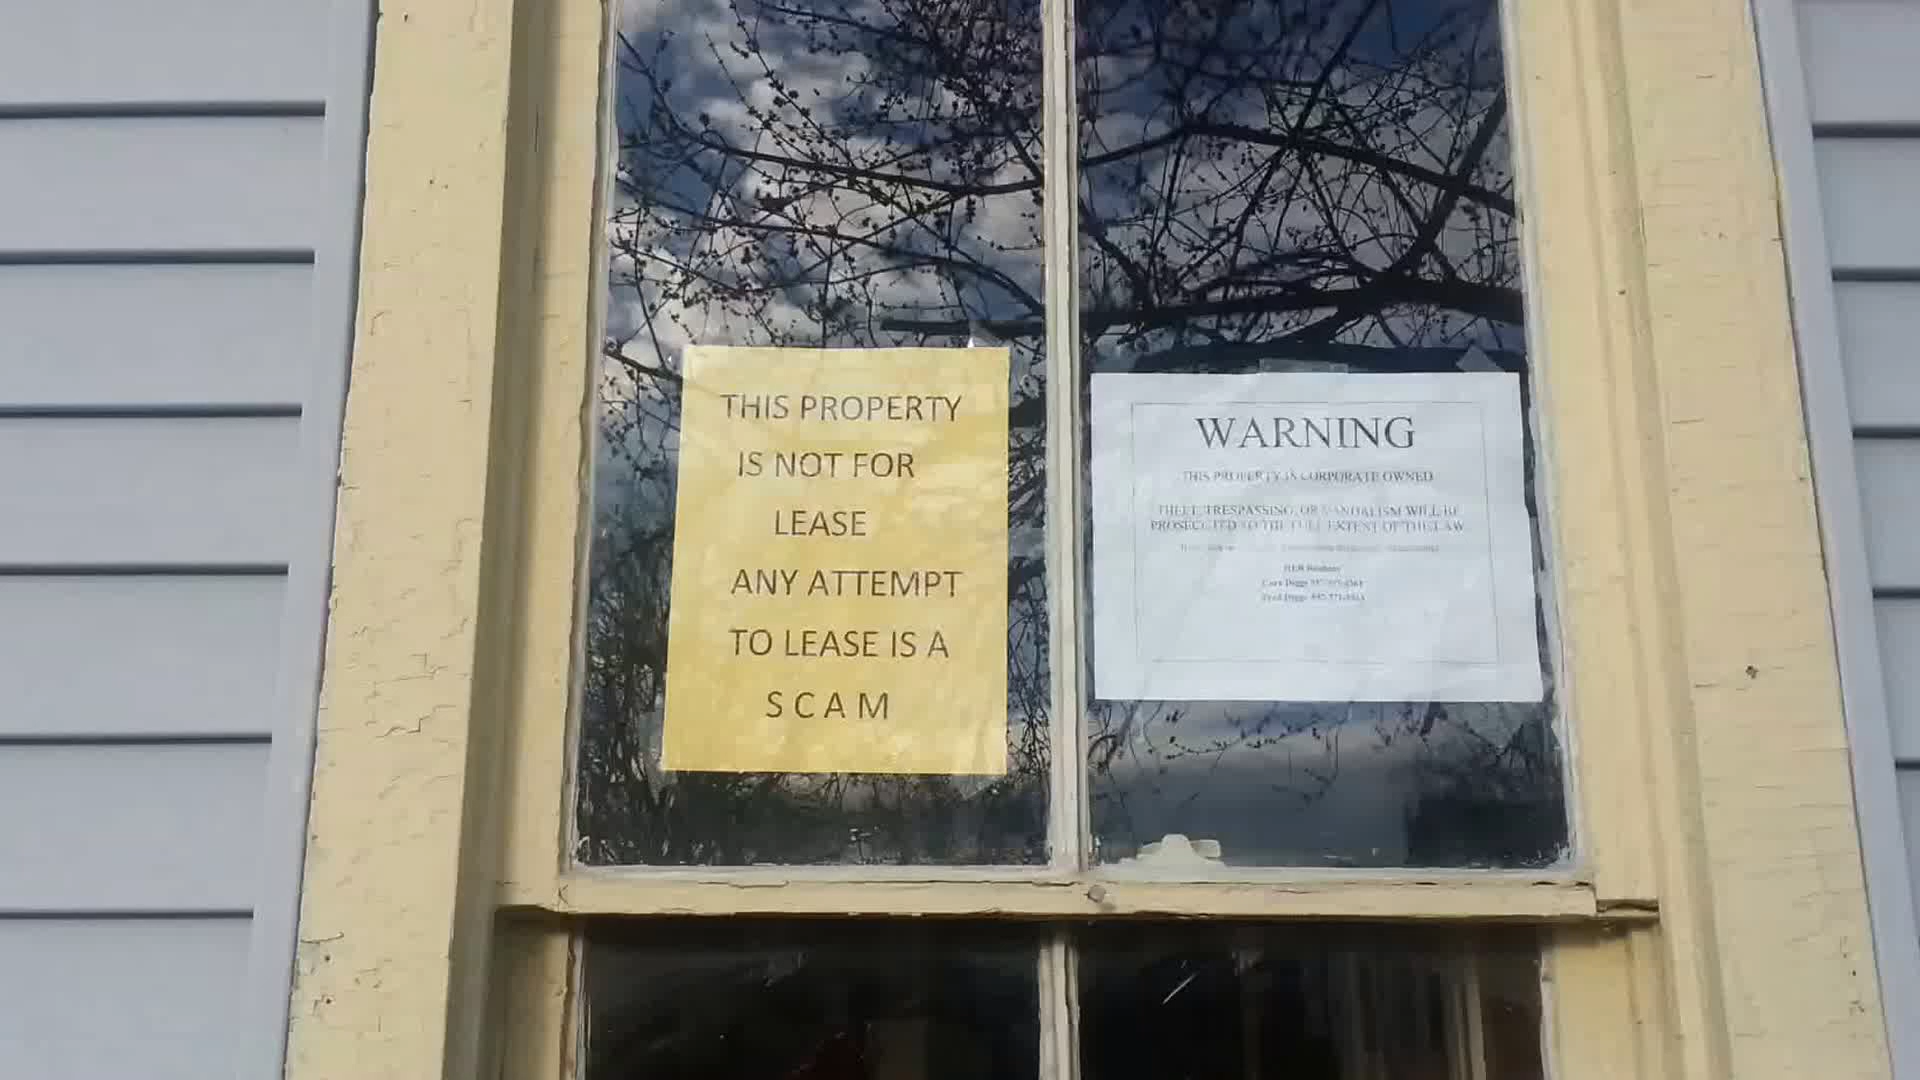 THIS PROPERTY
IS NOT FOR
LEASE
ANY ATTEMPT
TO LEASE IS A
SCAM
WARNING
THIS PROPERTY IS CORPORATE OWNED
THEFT, TRESPASSING, OR VANDALISM WILL BE
PROSECUTED TO THE FULL EXTENT OF THE LAW